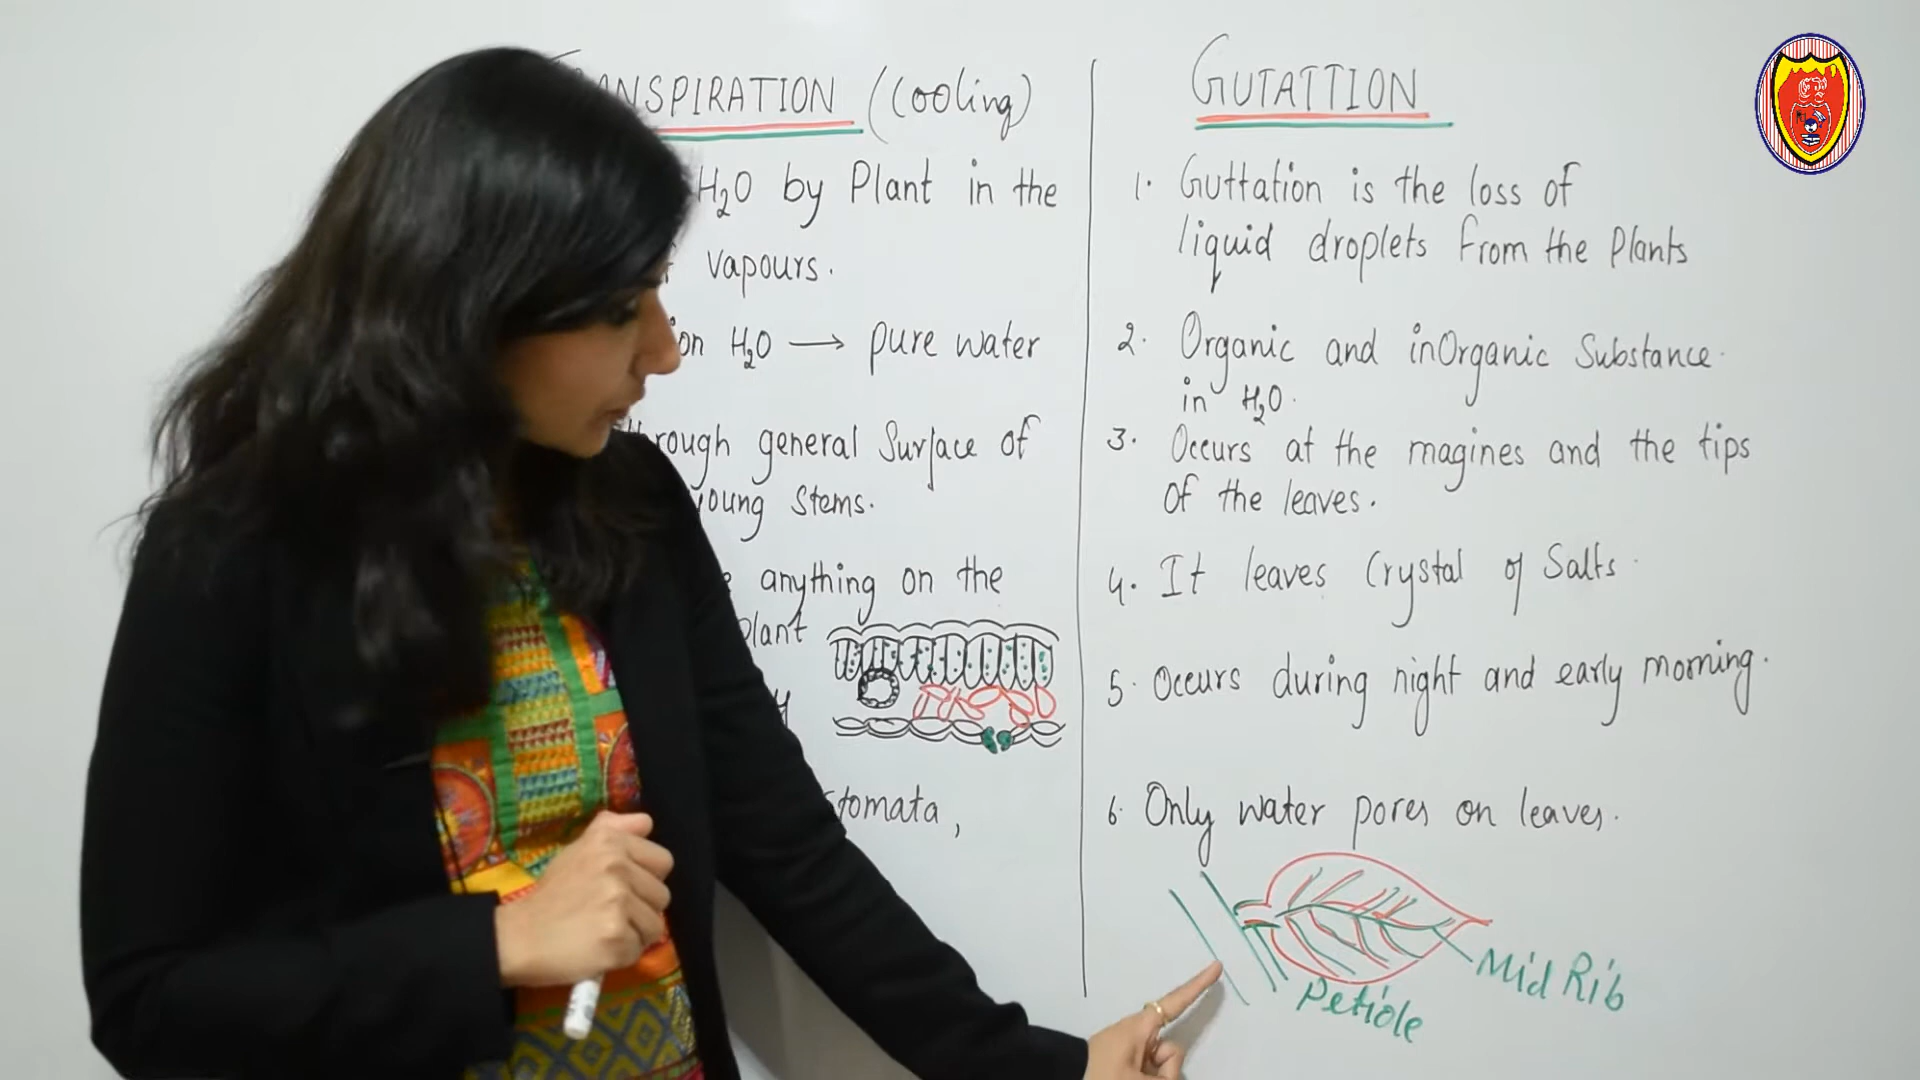 TRANSPIRATION (Cooling)
H₂O by Plant in the
vapours.
on H₂O → pure water
through general Surface of
young Stems.
anything on the
plant
y
stomata,
GUTATTION
1. Guttation is the loss of
liquid droplets from the Plants
2. Organic and inOrganic Substance.
in H₂O.
3. Occurs at the magines and the tips
of the leaves.
4. It leaves Crystal of Salts.
5. Occurs during night and early morning.
6. Only water pores on leaves.
Mid Rib
Petiole